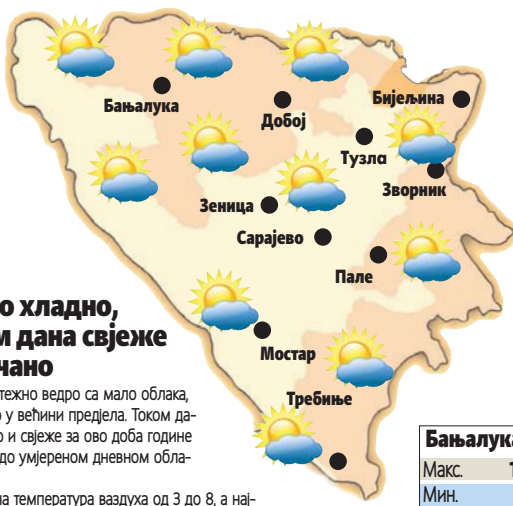 Бањалука
Добој
Бијељина
Тузла
Зворник
Зеница
Сарајево
Пале
Мостар
Требиње
хладно,
дана свјеже
ведро са мало облака,
у већини предјела. Током да-
и свјеже за ово доба године
до умјереном дневном обла-
температура ваздуха од 3 до 8, а нај-
Бањалука
Макс.
Мин.